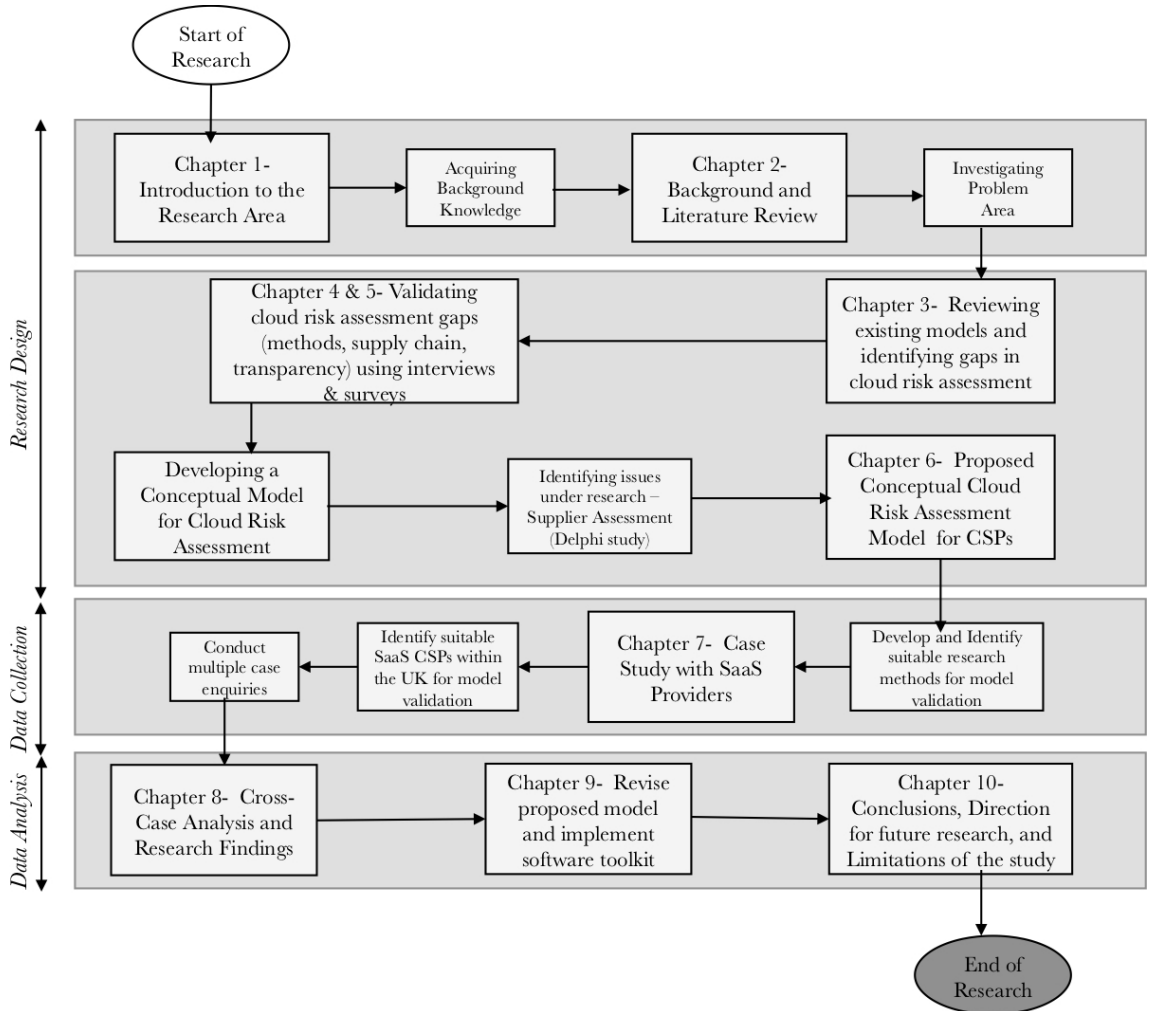 Start of
Research
Chapter 1-
Introduction to the
Research Area
Acquiring
Background
Knowledge
Chapter 2-
Background and
Literature Review
Investigating
Problem
Area
Chapter 3- Reviewing
existing models and
identifying gaps in
cloud risk assessment
Chapter 4 & 5- Validating
cloud risk assessment gaps
(methods, supply chain,
transparency) using interviews
& surveys
Developing a
Conceptual Model
for Cloud Risk
Assessment
Identifying issues
under research –
Supplier Assessment
(Delphi study)
Chapter 6- Proposed
Conceptual Cloud
Risk Assessment
Model for CSPs
Research Design
Develop and Identify
suitable research
methods for model
validation
Chapter 7- Case
Study with SaaS
Providers
Identify suitable
SaaS CSPs within
the UK for model
validation
Conduct
multiple case
enquiries
Data Collection
Chapter 8- Cross-
Case Analysis and
Research Findings
Chapter 9- Revise
proposed model
and implement
software toolkit
Chapter 10-
Conclusions, Direction
for future research, and
Limitations of the study
Data Analysis
End of
Research